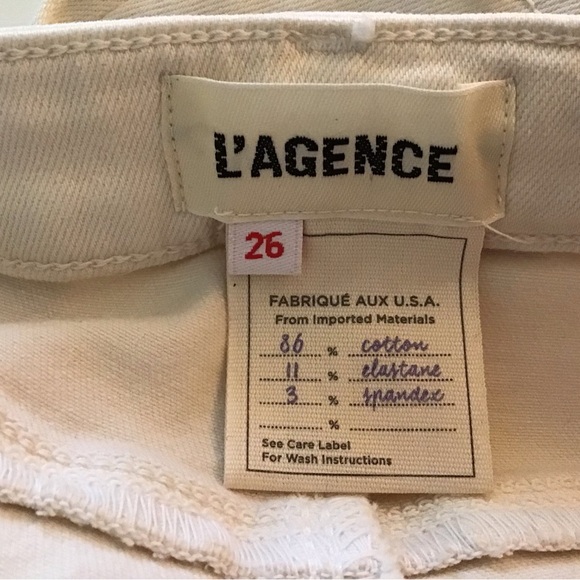 L'AGENCE
26
FABRIQUÉ AUX U.S.A.
From Imported Materials
86 % cotton
11 % elastane
3 % spandex
%
See Care Label
For Wash Instructions